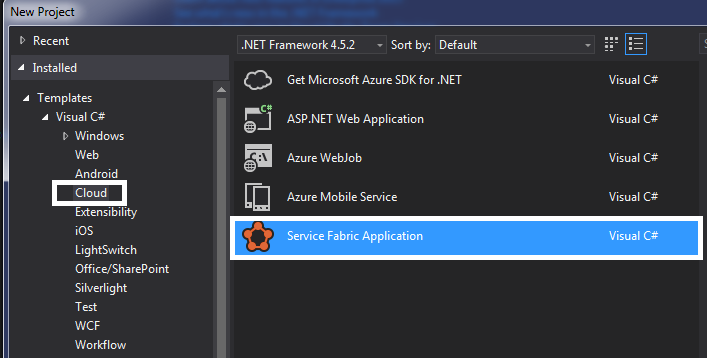 New Project
Recent
.NET Framework 4.5.2
Sort by:
Default
Installed
Templates
Visual C#
Windows
Web
Android
Cloud
Extensibility
iOS
LightSwitch
Office/SharePoint
Silverlight
Test
WCF
Workflow
Get Microsoft Azure SDK for .NET Visual C#
C#
ASP.NET Web Application Visual C#
C:\
Azure WebJob Visual C#
Azure Mobile Service Visual C#
Service Fabric Application Visual C#